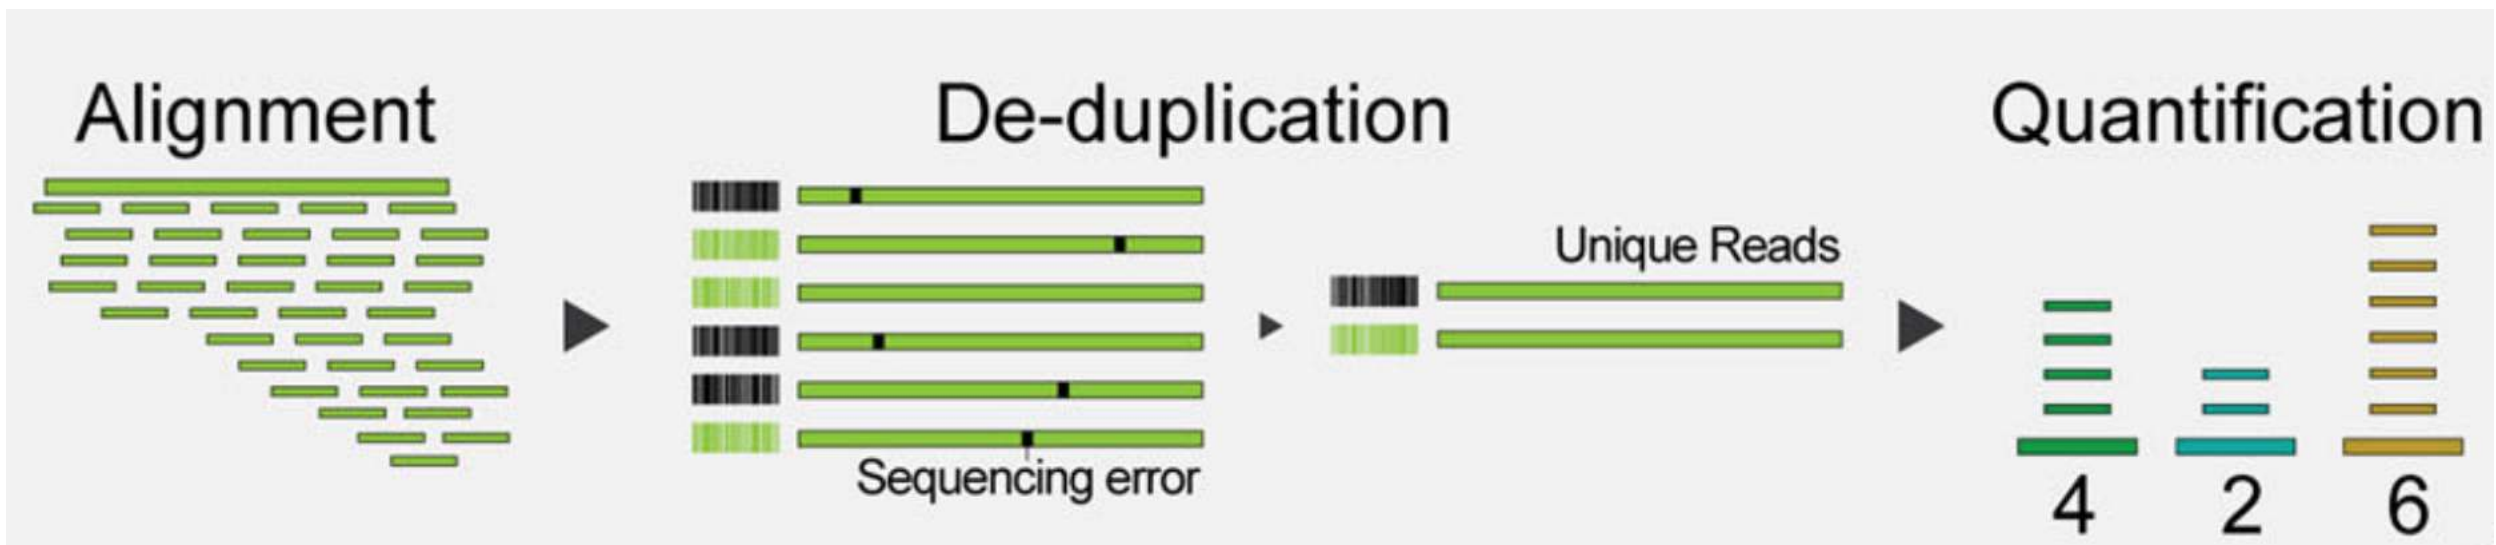 Alignment
De-duplication
Quantification
Unique Reads
Sequencing error
4
2
6